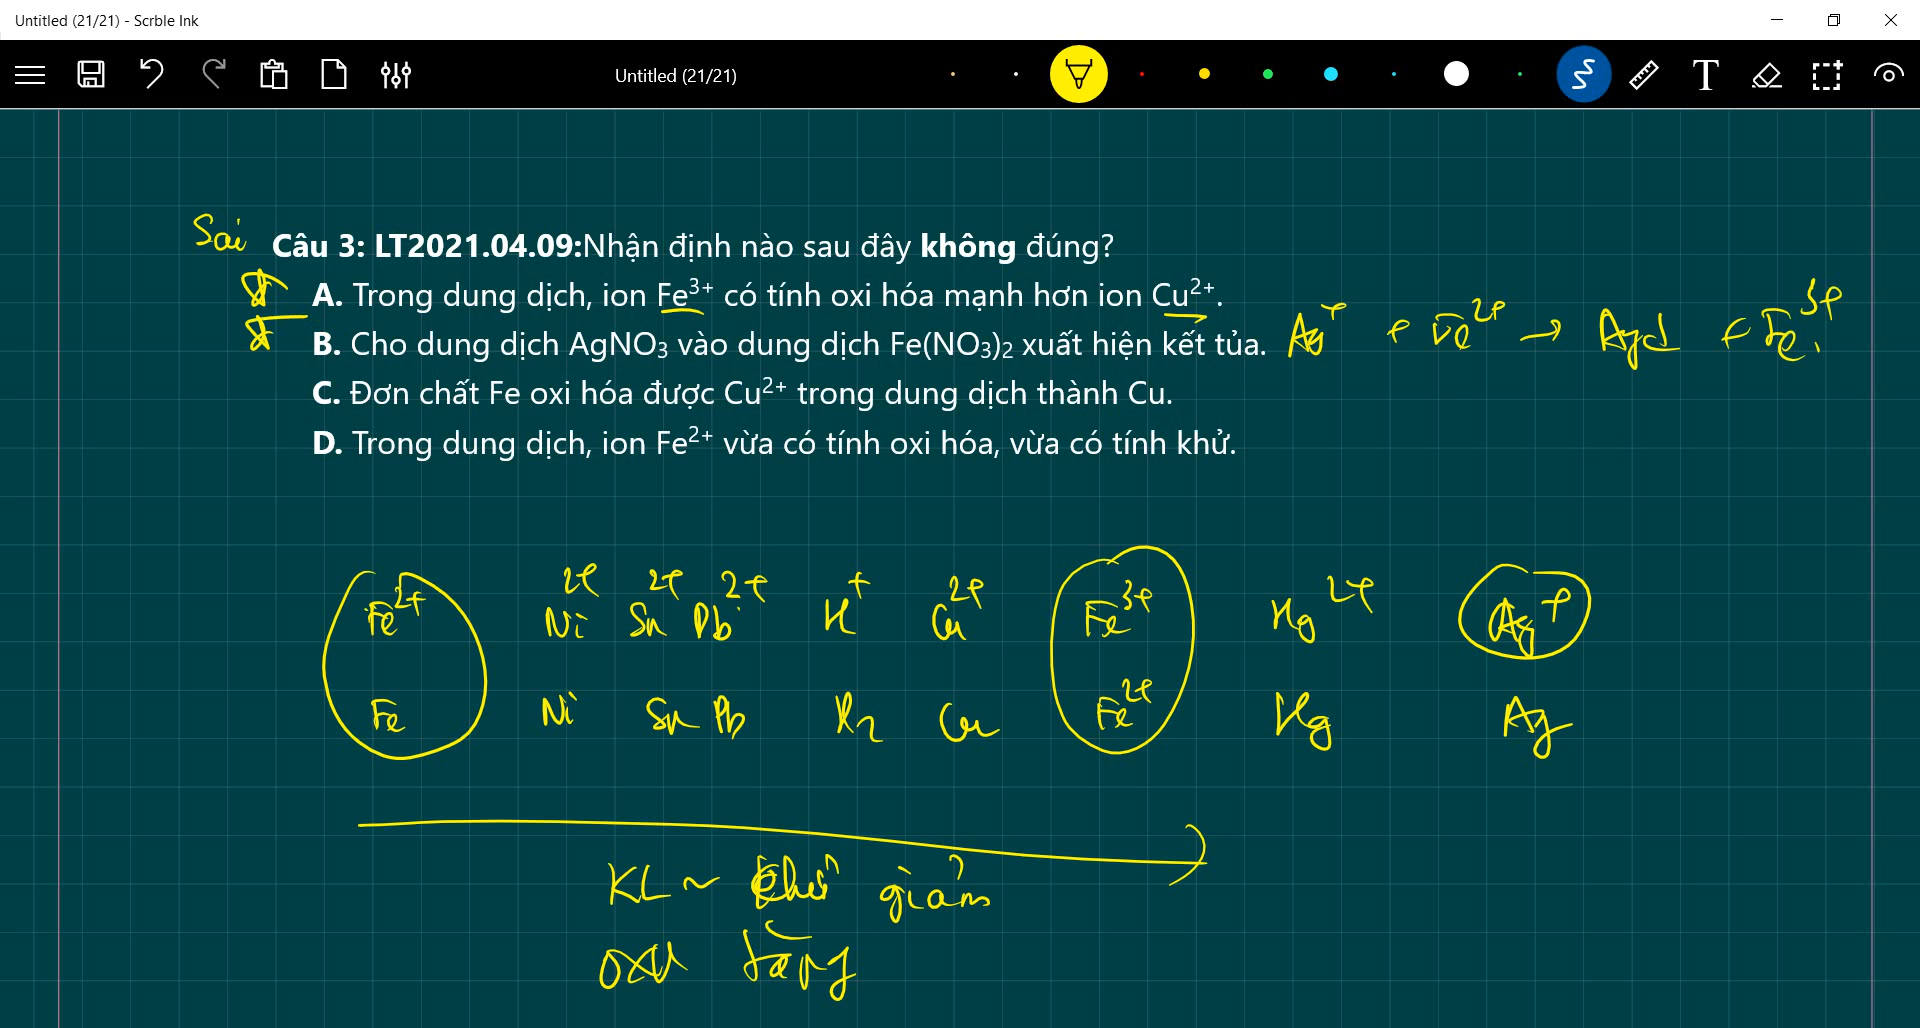 Untitled (21/21) - Scrble Ink
Untitled (21/21)
T
Sai
Câu 3: LT2021.04.09:Nhận định nào sau đây không đúng?
A. Trong dung dịch, ion Fe³⁺ có tính oxi hóa mạnh hơn ion Cu²⁺.
B. Cho dung dịch AgNO₃ vào dung dịch Fe(NO₃)₂ xuất hiện kết tủa. Ag⁺ + Fe²⁺ → Ag↓ + Fe³⁺.
C. Đơn chất Fe oxi hóa được Cu²⁺ trong dung dịch thành Cu.
D. Trong dung dịch, ion Fe²⁺ vừa có tính oxi hóa, vừa có tính khử.
Fe²⁺ Ni²⁺ Sn²⁺ Pb²⁺ H⁺ Cu²⁺ Fe³⁺ Hg²⁺ Ag⁺
Fe Ni Sn Pb H₂ Cu Fe²⁺ Hg Ag
KL ~ khử giảm
oxh tăng